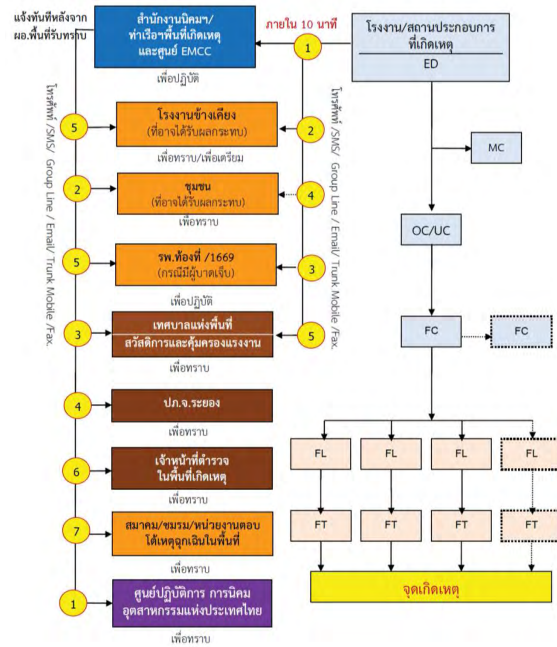 แจ้งทันทีหลังจาก
ผอ.พื้นที่รับทราบ
สำนักงานนิคมฯ/
ท่าเรือฯพื้นที่เกิดเหตุ
และศูนย์ EMCC
เพื่อปฏิบัติ
ภายใน 10 นาที
1
โรงงาน/สถานประกอบการ
ที่เกิดเหตุ
ED
โทรศัพท์ /SMS/ Group Line / Email/ Trunk Mobile /Fax.
5
โรงงานข้างเคียง
(ที่อาจได้รับผลกระทบ)
เพื่อทราบ/เพื่อเตรียม
2
2
ชุมชน
(ที่อาจได้รับผลกระทบ)
เพื่อทราบ
4
5
รพ.ท้องที่ /1669
(กรณีมีผู้บาดเจ็บ)
เพื่อปฏิบัติ
3
3
เทศบาลแห่งพื้นที่
สวัสดิการและคุ้มครองแรงงาน
เพื่อทราบ
5
โทรศัพท์ /SMS/ Group Line / Email/ Trunk Mobile /Fax.
4
ปภ.จ.ระยอง
เพื่อทราบ
6
เจ้าหน้าที่ตำรวจ
ในพื้นที่เกิดเหตุ
เพื่อทราบ
7
สมาคม/ชมรม/หน่วยงานตอบ
โต้เหตุฉุกเฉินในพื้นที่
เพื่อทราบ
1
ศูนย์ปฏิบัติการ การนิคม
อุตสาหกรรมแห่งประเทศไทย
เพื่อทราบ
MC
OC/UC
FC
FC
FL
FL
FL
FL
FT
FT
FT
FT
จุดเกิดเหตุ